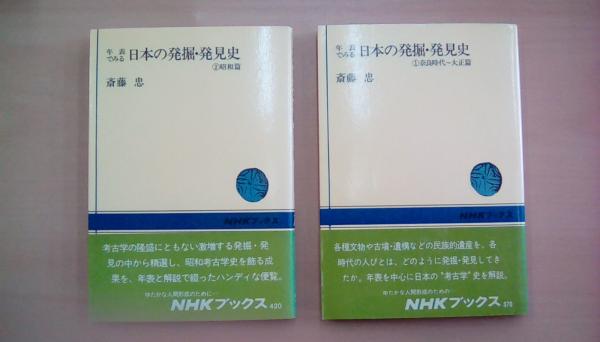 年表でみる 日本の発掘・発見史
②昭和篇
斎藤 忠
NHKブックス
考古学の隆盛にともない激増する発掘・発
見の中から精選し、昭和考古学史を飾る成
果を、年表と解説で綴ったハンディな便覧。
ゆたかな人間形成のために
NHKブックス 420
年表でみる 日本の発掘・発見史
①奈良時代〜大正篇
斎藤 忠
NHKブックス
各種文物や古墳・遺構などの民族的遺産を、各
時代の人びとは、どのように発掘・発見してき
たか。年表を中心に日本の“考古学”史を解説。
ゆたかな人間形成のための
NHKブックス 370